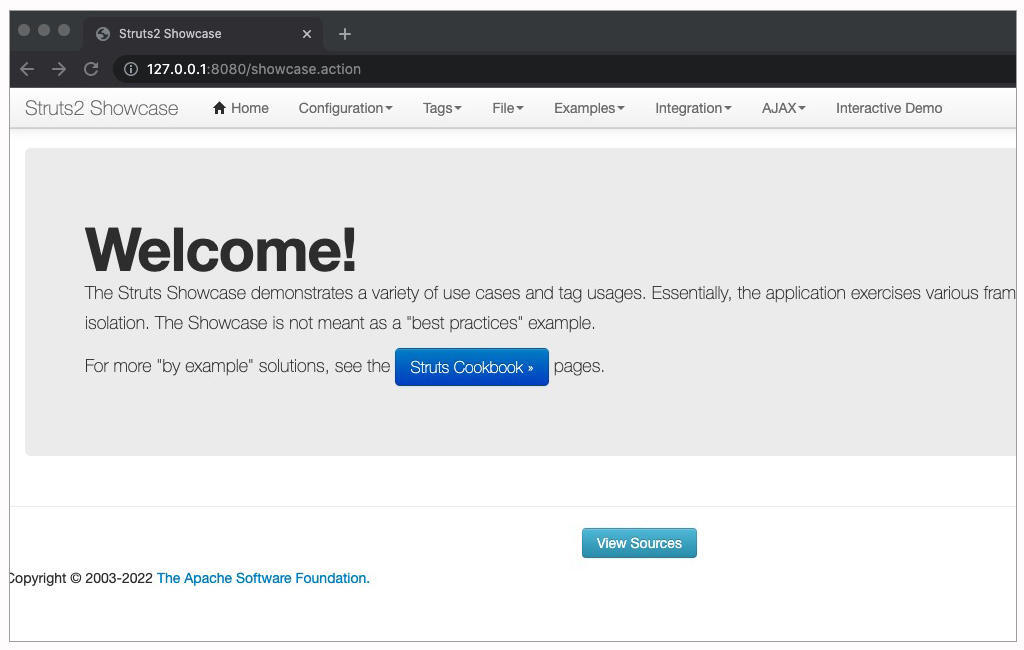 Struts2 Showcase
127.0.0.1:8080/showcase.action
Struts2 Showcase Home Configuration Tags File Examples Integration AJAX Interactive Demo
Welcome!
The Struts Showcase demonstrates a variety of use cases and tag usages. Essentially, the application exercises various fram
isolation. The Showcase is not meant as a "best practices" example.
For more "by example" solutions, see the Struts Cookbook » pages.
View Sources
Copyright © 2003-2022 The Apache Software Foundation.